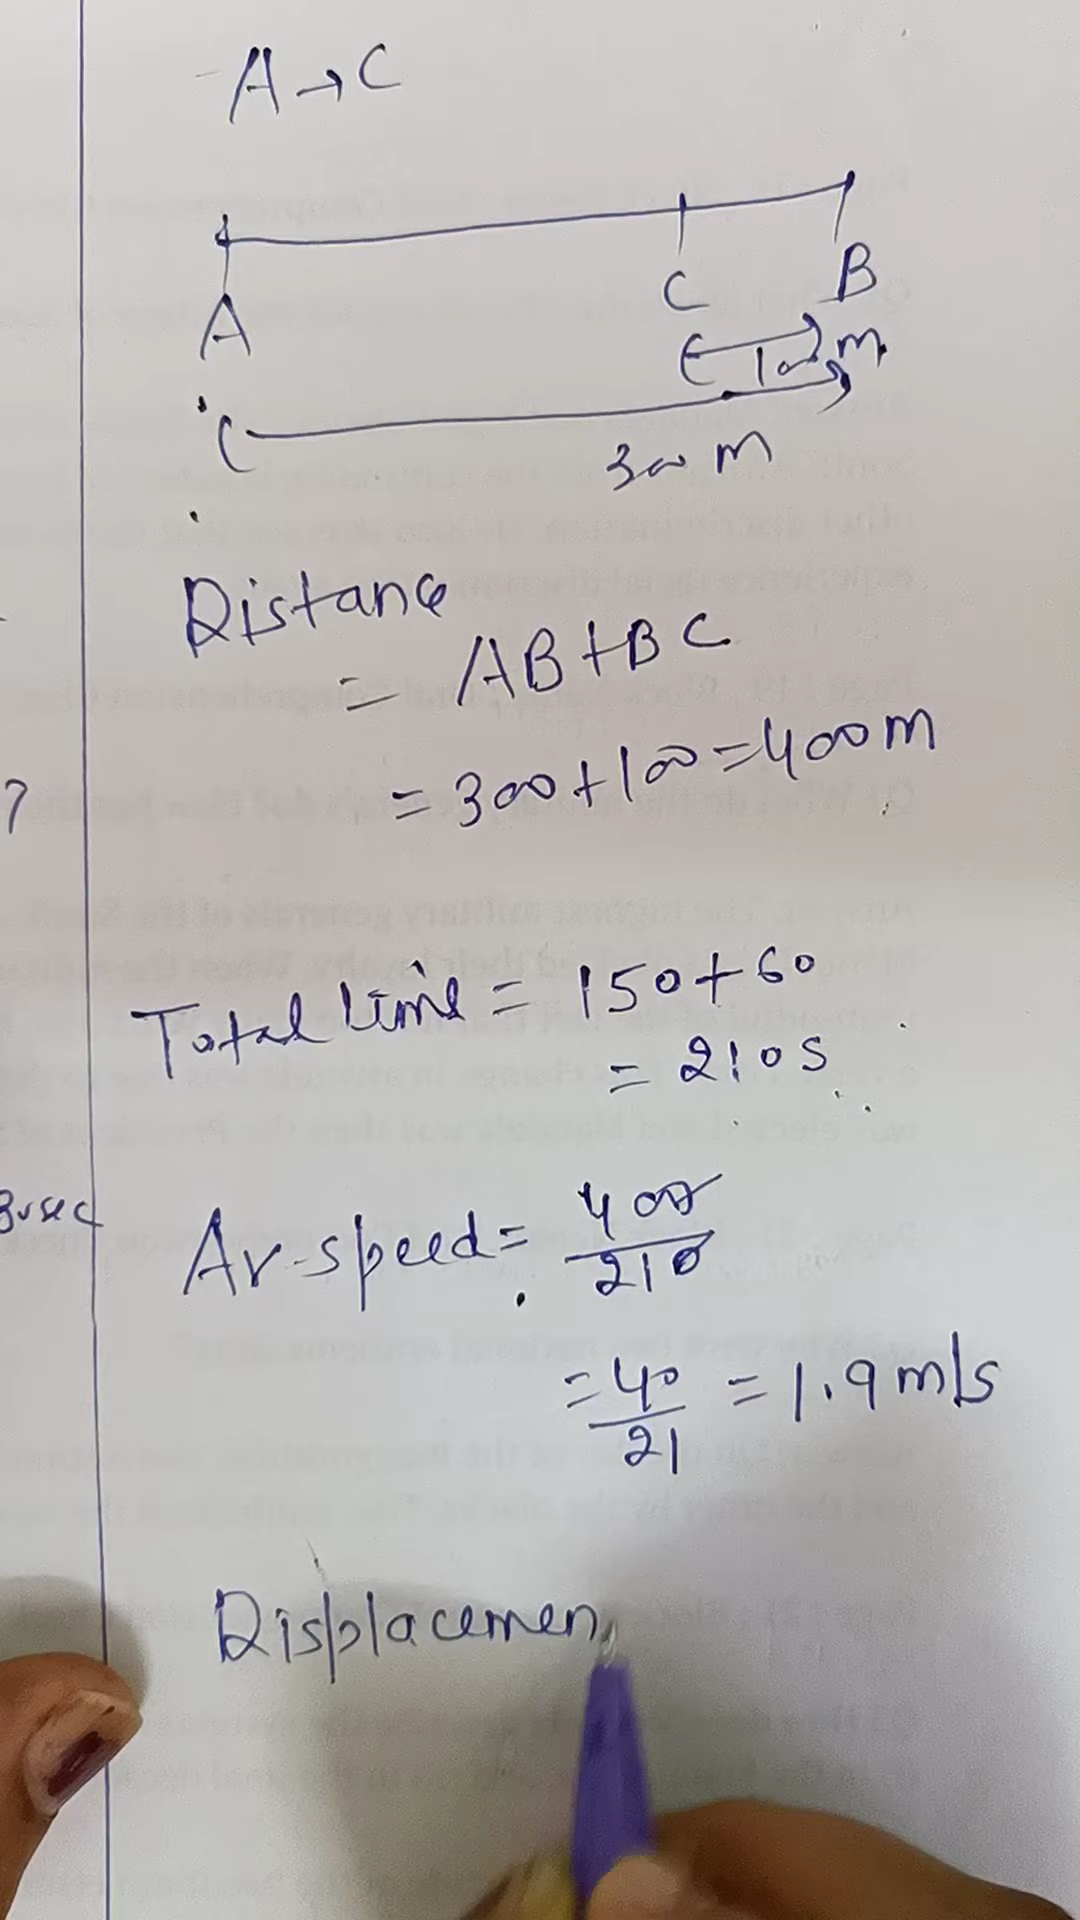 A → C
A C B
100 m
300 m
Distance
= AB + BC
= 300 + 100 = 400 m
?
Total time = 150 + 60
= 210 s
Av. speed = 400/210
= 40/21 = 1.9 m/s
Displacemen